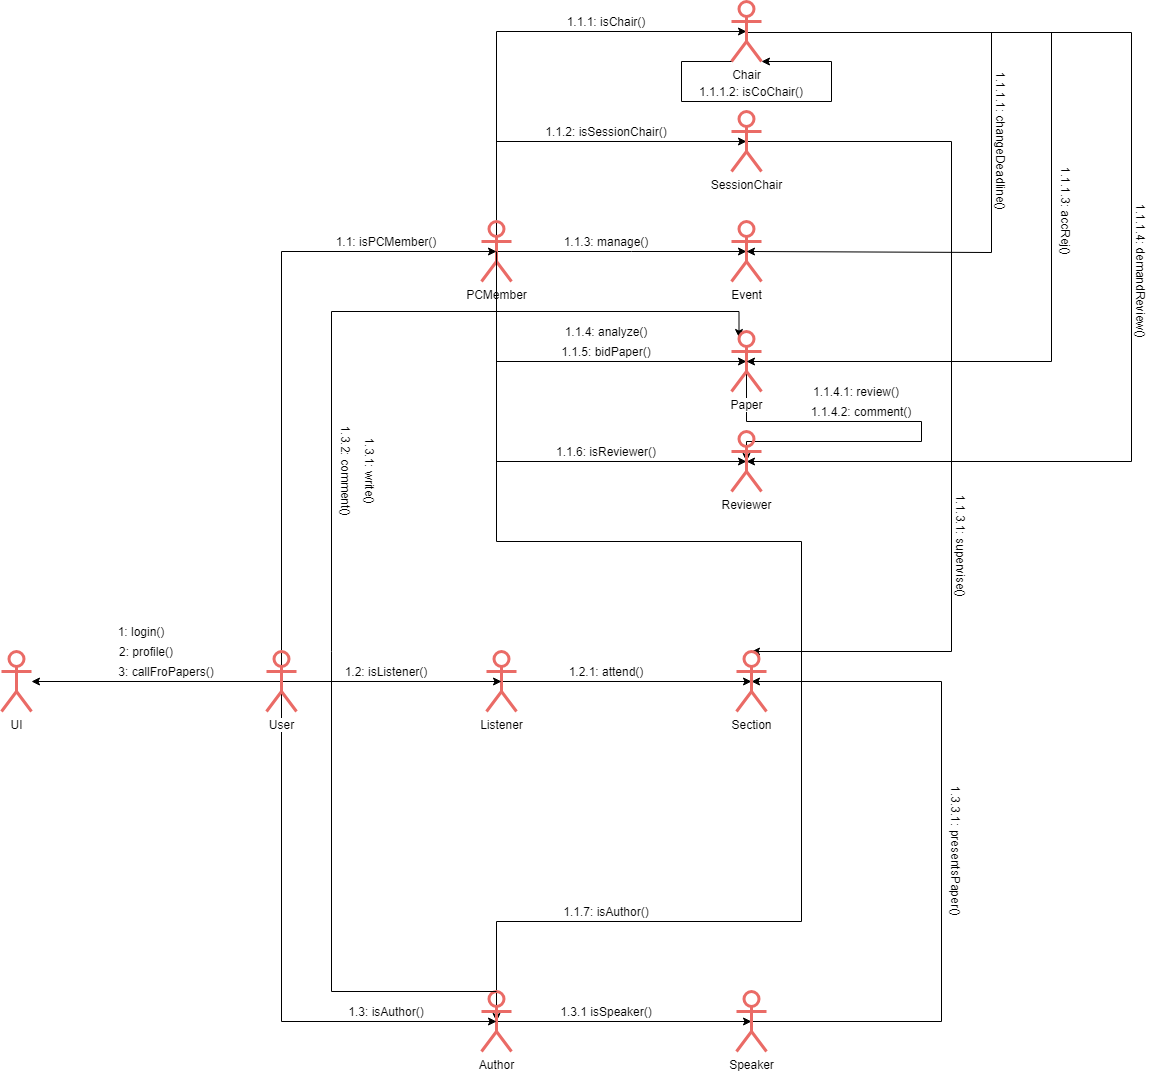 1.1.1: isChair()
Chair
1.1.1.2: isCoChair()
1.1.1.1: changeDeadline()
1.1.2: isSessionChair()
SessionChair
1.1.1.3: accRej()
1.1.1.4: demandReview()
1.1: isPCMember()
1.1.3: manage()
PCMember
Event
1.1.4: analyze()
1.1.5: bidPaper()
Paper
1.1.4.1: review()
1.1.4.2: comment()
1.3.2: comment()
1.3.1: write()
1.1.6: isReviewer()
Reviewer
1.1.3.1: supervise()
1: login()
2: profile()
3: callFroPapers()
1.2: isListener()
1.2.1: attend()
UI
User
Listener
Section
1.3.3.1: presentsPaper()
1.1.7: isAuthor()
1.3: isAuthor()
1.3.1 isSpeaker()
Author
Speaker